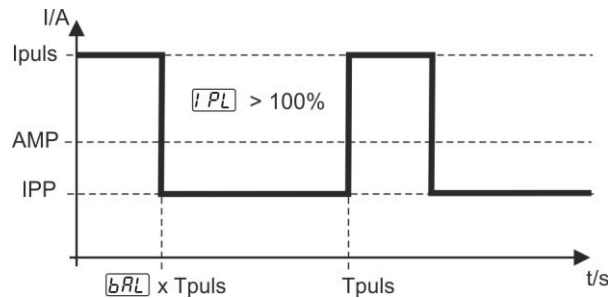 I/A
Ipuls
IPL > 100%
AMP
IPP
t/s
bAL x Tpuls
Tpuls